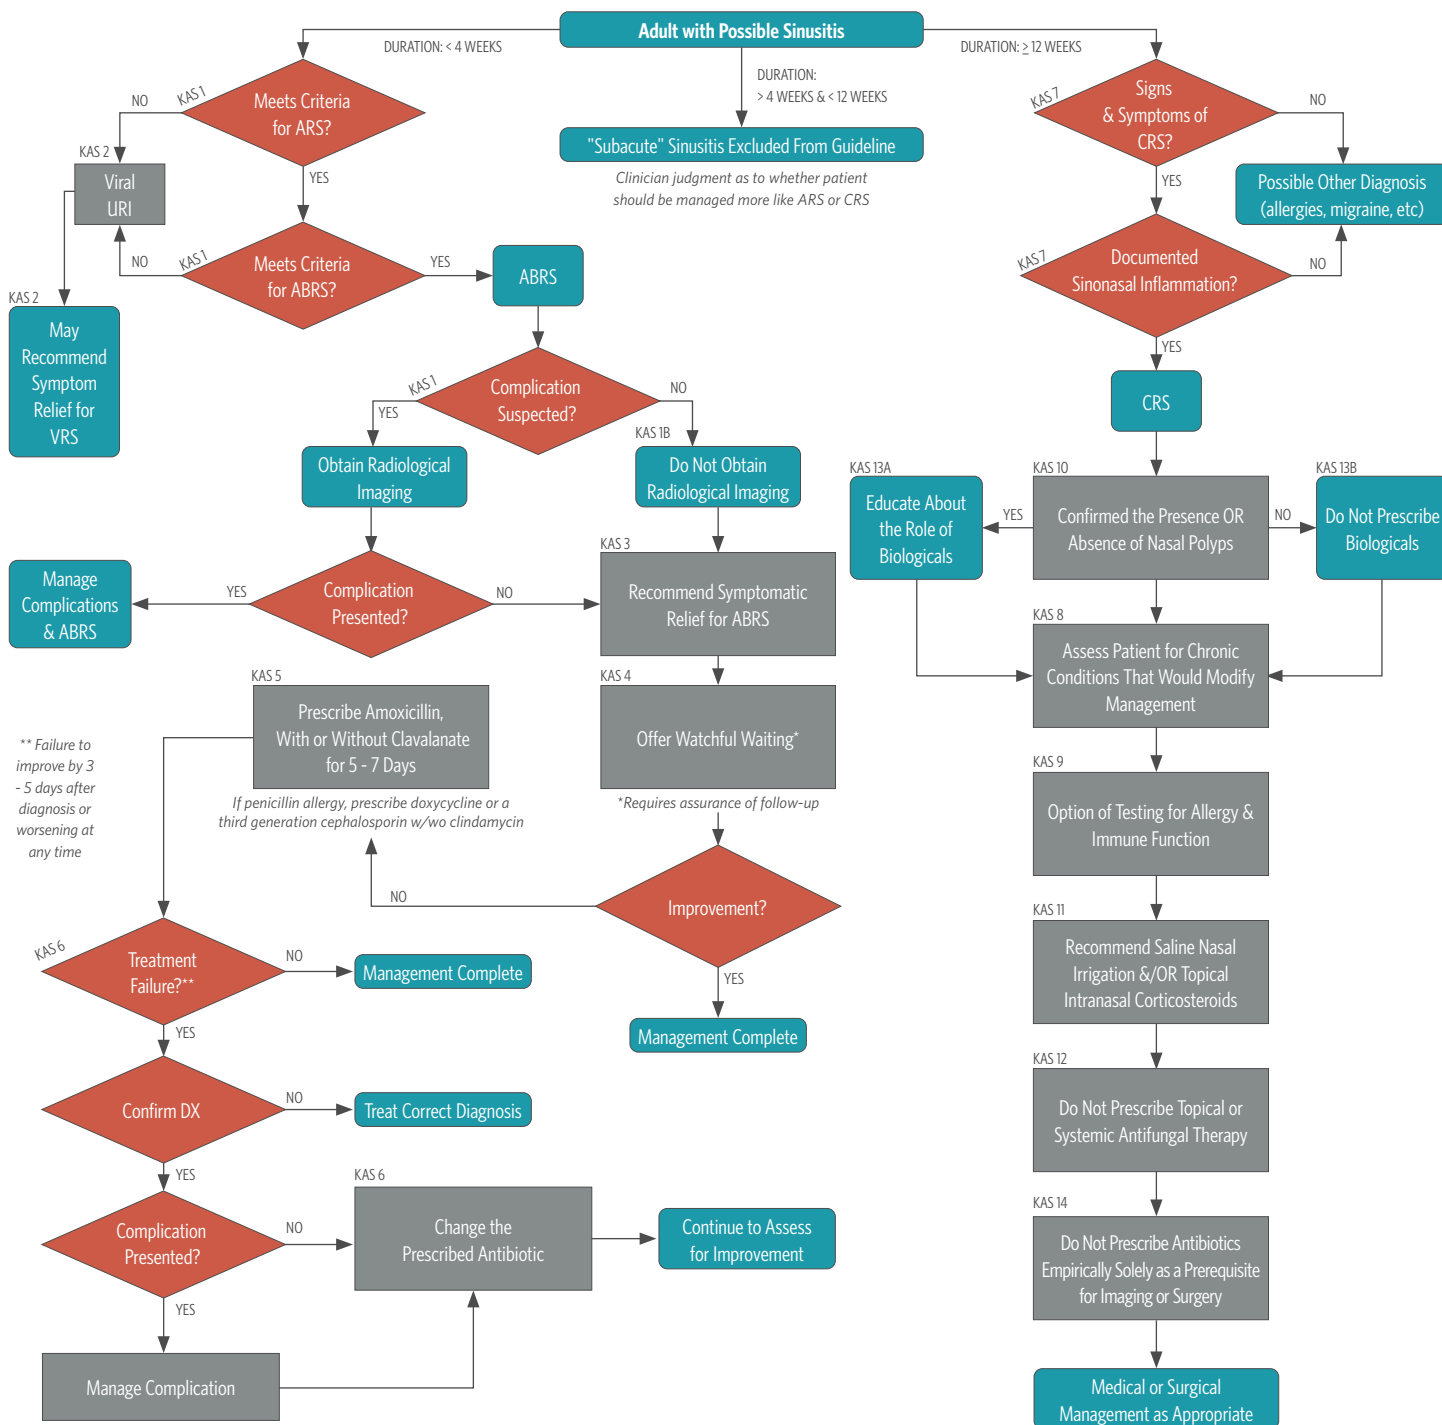 Adult with Possible Sinusitis
DURATION: < 4 WEEKS
DURATION:
> 4 WEEKS & < 12 WEEKS
DURATION: ≥ 12 WEEKS
KAS 1
Meets Criteria
for ARS?
NO
YES
KAS 2
Viral
URI
KAS 1
Meets Criteria
for ABRS?
NO
YES
KAS 2
May
Recommend
Symptom
Relief for
VRS
"Subacute" Sinusitis Excluded From Guideline
Clinician judgment as to whether patient
should be managed more like ARS or CRS
KAS 7
Signs
& Symptoms of
CRS?
NO
YES
Possible Other Diagnosis
(allergies, migraine, etc)
KAS 7
Documented
Sinonasal Inflammation?
NO
YES
ABRS
KAS 1
Complication
Suspected?
YES
NO
Obtain Radiological
Imaging
KAS 1B
Do Not Obtain
Radiological Imaging
CRS
KAS 13A
Educate About
the Role of
Biologicals
YES
KAS 10
Confirmed the Presence OR
Absence of Nasal Polyps
NO
KAS 13B
Do Not Prescribe
Biologicals
Manage
Complications
& ABRS
YES
Complication
Presented?
NO
KAS 3
Recommend Symptomatic
Relief for ABRS
KAS 8
Assess Patient for Chronic
Conditions That Would Modify
Management
KAS 5
Prescribe Amoxicillin,
With or Without Clavalanate
for 5 - 7 Days
If penicillin allergy, prescribe doxycycline or a
third generation cephalosporin w/wo clindamycin
KAS 4
Offer Watchful Waiting*
*Requires assurance of follow-up
** Failure to
improve by 3
- 5 days after
diagnosis or
worsening at
any time
KAS 9
Option of Testing for Allergy &
Immune Function
NO
Improvement?
YES
Management Complete
KAS 6
Treatment
Failure?**
NO
Management Complete
YES
KAS 11
Recommend Saline Nasal
Irrigation &/OR Topical
Intranasal Corticosteroids
Confirm DX
NO
Treat Correct Diagnosis
YES
KAS 12
Do Not Prescribe Topical or
Systemic Antifungal Therapy
Complication
Presented?
NO
YES
KAS 6
Change the
Prescribed Antibiotic
Continue to Assess
for Improvement
KAS 14
Do Not Prescribe Antibiotics
Empirically Solely as a Prerequisite
for Imaging or Surgery
Manage Complication
Medical or Surgical
Management as Appropriate